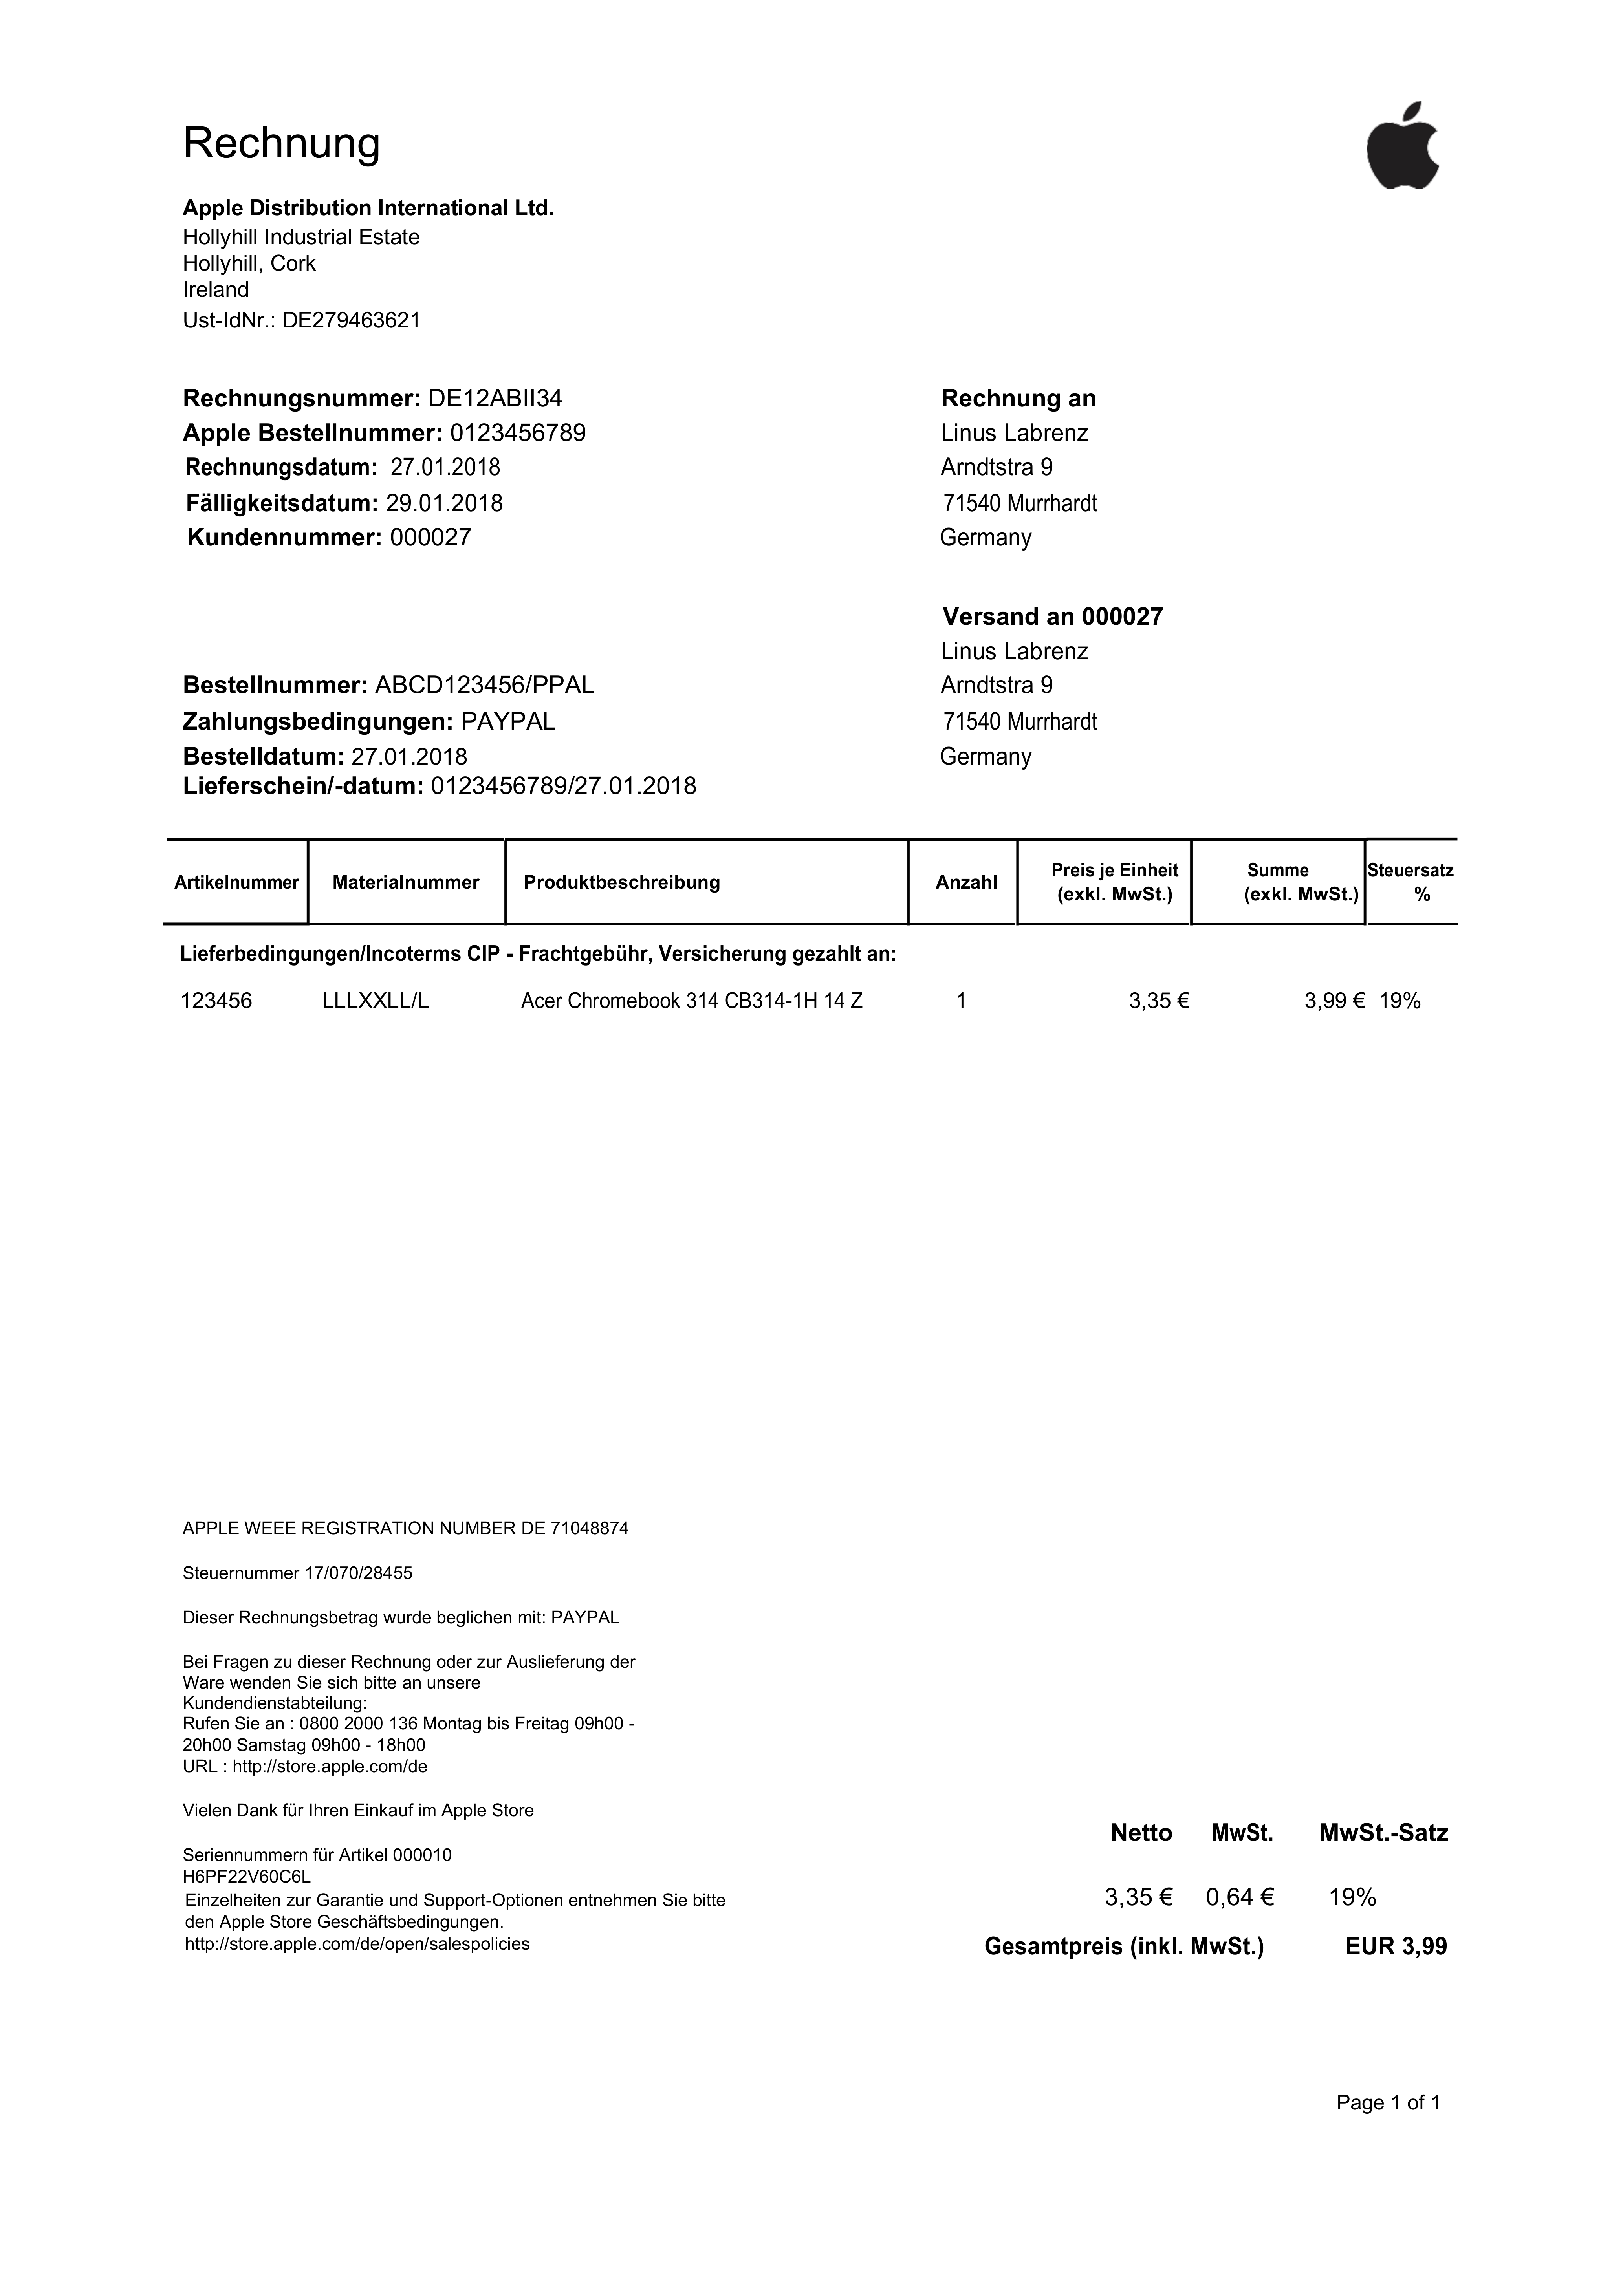 Rechnung
Apple Distribution International Ltd.
Hollyhill Industrial Estate
Hollyhill, Cork
Ireland
Ust-IdNr.: DE279463621
Rechnungsnummer: DE12ABII34
Apple Bestellnummer: 0123456789
Rechnungsdatum: 27.01.2018
Fälligkeitsdatum: 29.01.2018
Kundennummer: 000027
Rechnung an
Linus Labrenz
Arndtstra 9
71540 Murrhardt
Germany
Versand an 000027
Linus Labrenz
Arndtstra 9
71540 Murrhardt
Germany
Bestellnummer: ABCD123456/PPAL
Zahlungsbedingungen: PAYPAL
Bestelldatum: 27.01.2018
Lieferschein/-datum: 0123456789/27.01.2018
Artikelnummer Materialnummer Produktbeschreibung Anzahl Preis je Einheit (exkl. MwSt.) Summe (exkl. MwSt.) Steuersatz %
Lieferbedingungen/Incoterms CIP - Frachtgebühr, Versicherung gezahlt an:
123456 LLLXXLL/L Acer Chromebook 314 CB314-1H 14 Z 1 3,35 € 3,99 € 19%
APPLE WEEE REGISTRATION NUMBER DE 71048874
Steuernummer 17/070/28455
Dieser Rechnungsbetrag wurde beglichen mit: PAYPAL
Bei Fragen zu dieser Rechnung oder zur Auslieferung der
Ware wenden Sie sich bitte an unsere
Kundendienstabteilung:
Rufen Sie an : 0800 2000 136 Montag bis Freitag 09h00 -
20h00 Samstag 09h00 - 18h00
URL : http://store.apple.com/de
Vielen Dank für Ihren Einkauf im Apple Store
Seriennummern für Artikel 000010
H6PF22V60C6L
Einzelheiten zur Garantie und Support-Optionen entnehmen Sie bitte
den Apple Store Geschäftsbedingungen.
http://store.apple.com/de/open/salespolicies
Netto MwSt. MwSt.-Satz
3,35 € 0,64 € 19%
Gesamtpreis (inkl. MwSt.) EUR 3,99
Page 1 of 1